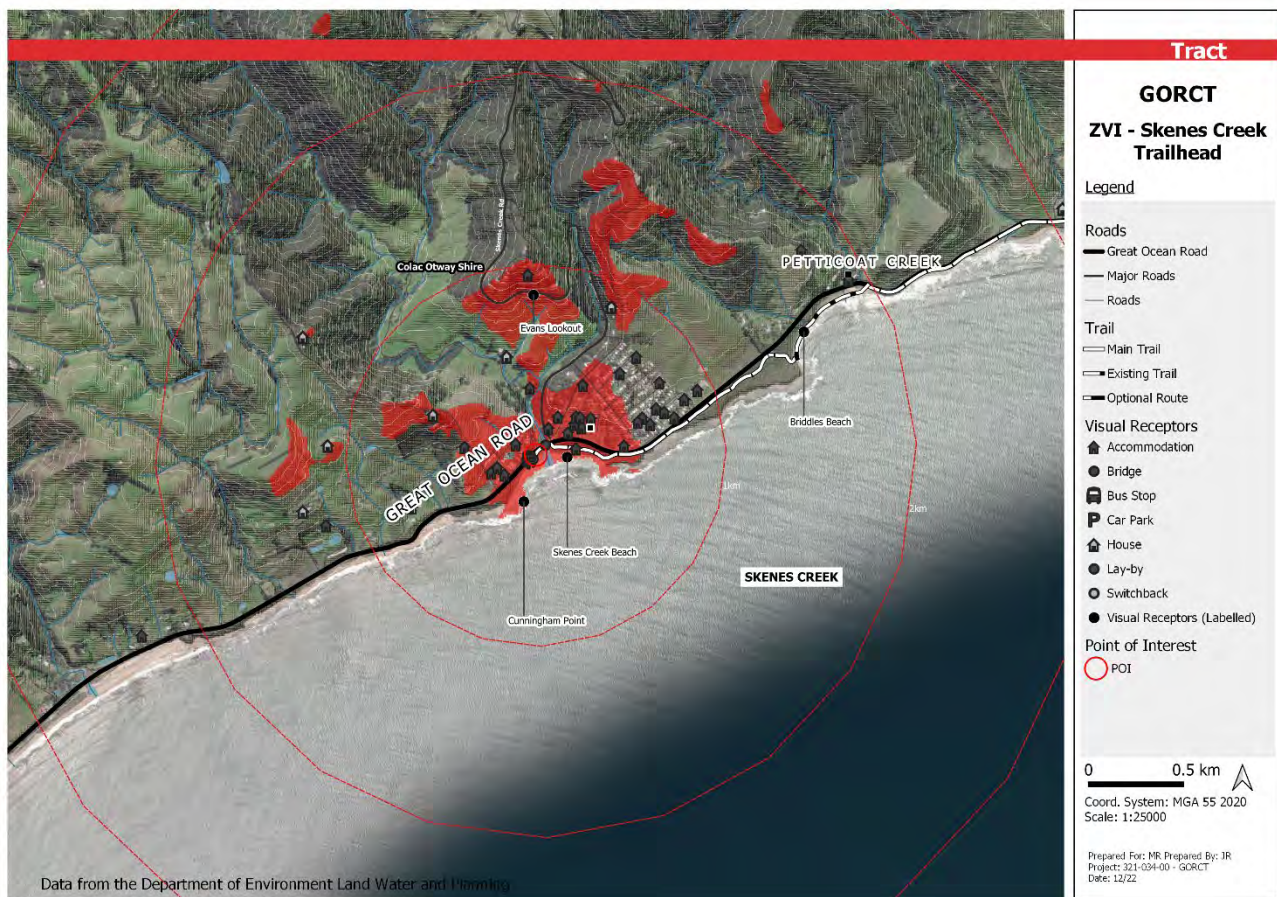 Tract
GORCT
ZVI - Skenes Creek
Trailhead
Legend
Roads
Great Ocean Road
Major Roads
Roads
Trail
Main Trail
Existing Trail
Optional Route
Visual Receptors
Accommodation
Bridge
Bus Stop
Car Park
House
Lay-by
Switchback
Visual Receptors (Labelled)
Point of Interest
POI
0 0.5 km
Coord. System: MGA 55 2020
Scale: 1:25000
Prepared For: MR Prepared By: JR
Project: 321-034-00 - GORCT
Date: 12/22
Skenes Creek Rd
Colac Otway Shire
PETTICOAT CREEK
Evans Lookout
Briddles Beach
GREAT OCEAN ROAD
1km
2km
Skenes Creek Beach
SKENES CREEK
Cunningham Point
Data from the Department of Environment Land Water and Planning